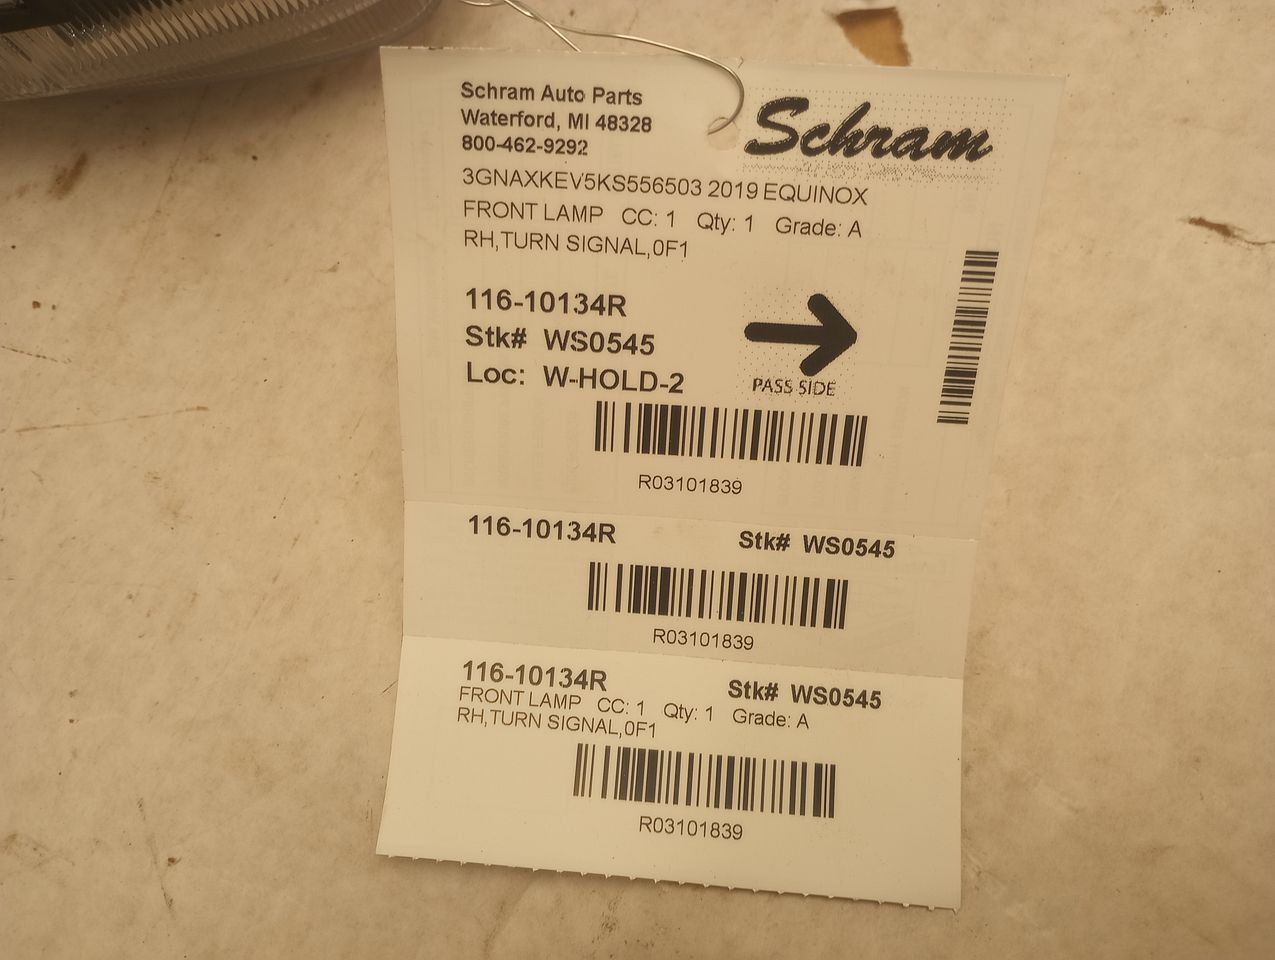 Schram Auto Parts
Waterford, MI 48328
800-462-9292
Schram
3GNAXKEV5KS556503 2019 EQUINOX
FRONT LAMP CC: 1 Qty: 1 Grade: A
RH,TURN SIGNAL,0F1
116-10134R
Stk# WS0545
Loc: W-HOLD-2
PASS SIDE
R03101839
116-10134R Stk# WS0545
R03101839
116-10134R Stk# WS0545
FRONT LAMP CC: 1 Qty: 1 Grade: A
RH,TURN SIGNAL,0F1
R03101839